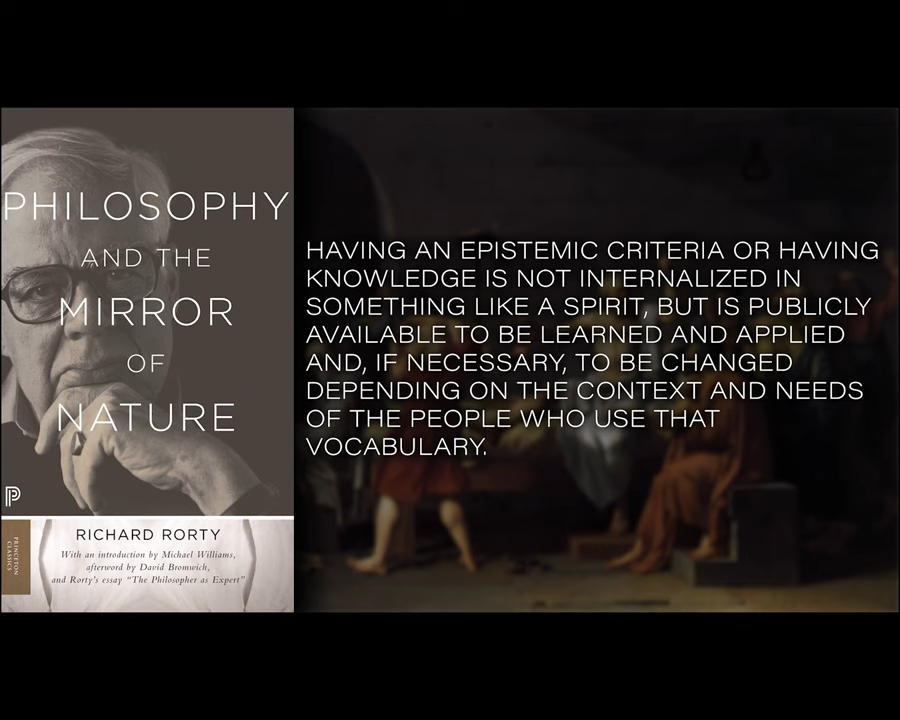 PHILOSOPHY
AND THE
MIRROR
OF
NATURE
P
PRINCETON
CLASSICS
RICHARD RORTY
With an introduction by Michael Williams,
afterword by David Bromwich,
and Rorty's essay "The Philosopher as Expert"
HAVING AN EPISTEMIC CRITERIA OR HAVING
KNOWLEDGE IS NOT INTERNALIZED IN
SOMETHING LIKE A SPIRIT, BUT IS PUBLICLY
AVAILABLE TO BE LEARNED AND APPLIED
AND, IF NECESSARY, TO BE CHANGED
DEPENDING ON THE CONTEXT AND NEEDS
OF THE PEOPLE WHO USE THAT
VOCABULARY.